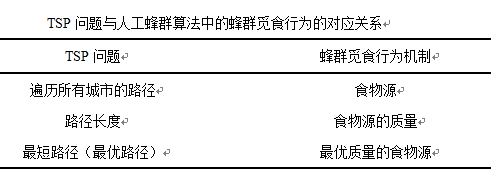 TSP 问题与人工蜂群算法中的蜂群觅食行为的对应关系
TSP 问题 蜂群觅食行为机制
遍历所有城市的路径 食物源
路径长度 食物源的质量
最短路径（最优路径） 最优质量的食物源